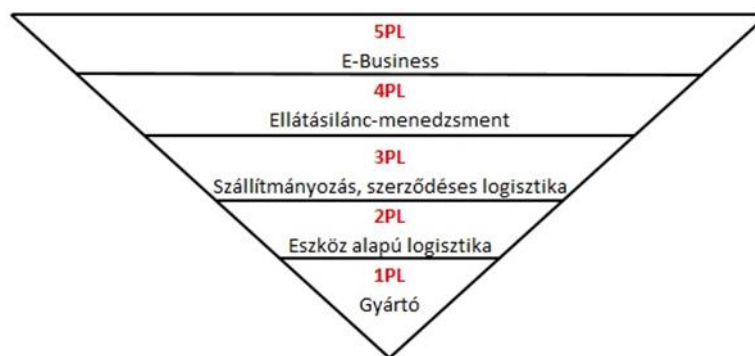 5PL
E-Business
4PL
Ellátásilánc-menedzsment
3PL
Szállítmányozás, szerződéses logisztika
2PL
Eszköz alapú logisztika
1PL
Gyártó